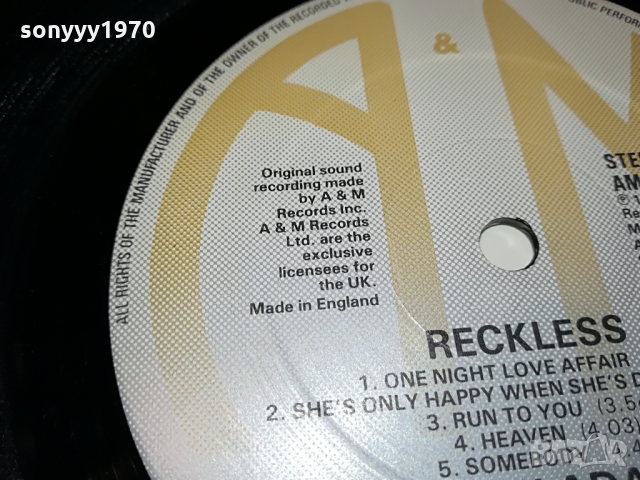 sonyyy1970
ALL RIGHTS OF THE MANUFACTURER AND OF THE OWNER OF THE RECORDED
A & M
Original sound
recording made
by A & M
Records Inc.
A & M Records
Ltd. are the
exclusive
licensees for
the UK.
Made in England
RECKLESS
1. ONE NIGHT LOVE AFFAIR
2. SHE'S ONLY HAPPY WHEN SHE'S
3. RUN TO YOU
4. HEAVEN (4.03)
5. SOMEBODY